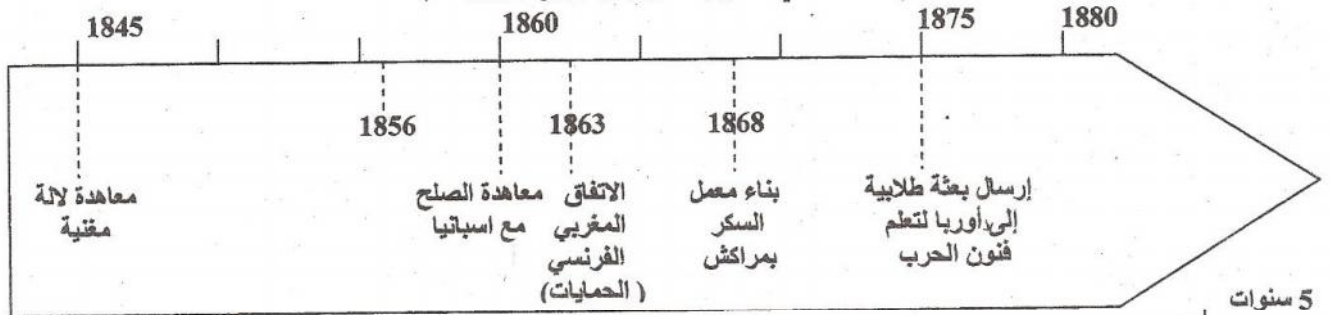 1845
1860
1875
1880
1856
1863
1868
معاهدة لالة
مغنية
معاهدة الصلح
مع اسبانيا
الاتفاق
المغربي
الفرنسي
(الحمايات)
بناء معمل
السكر
بمراكش
إرسال بعثة طلابية
إلى أوربا لتعلم
فنون الحرب
5 سنوات